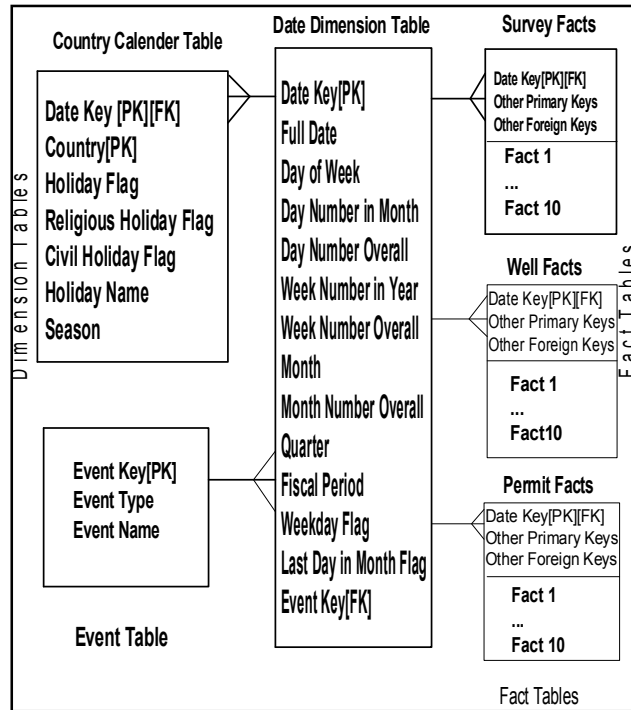 Country Calender Table
Date Key [PK][FK]
Country[PK]
Holiday Flag
Religious Holiday Flag
Civil Holiday Flag
Holiday Name
Season
Dimension Tables
Event Key[PK]
Event Type
Event Name
Event Table
Date Dimension Table
Date Key[PK]
Full Date
Day of Week
Day Number in Month
Day Number Overall
Week Number in Year
Week Number Overall
Month
Month Number Overall
Quarter
Fiscal Period
Weekday Flag
Last Day in Month Flag
Event Key[FK]
Survey Facts
Date Key[PK][FK]
Other Primary Keys
Other Foreign Keys
Fact 1
...
Fact 10
Well Facts
Date Key[PK][FK]
Other Primary Keys
Other Foreign Keys
Fact 1
...
Fact10
Permit Facts
Date Key[PK][FK]
Other Primary Keys
Other Foreign Keys
Fact 1
...
Fact 10
Fact Tables
Fact Tables